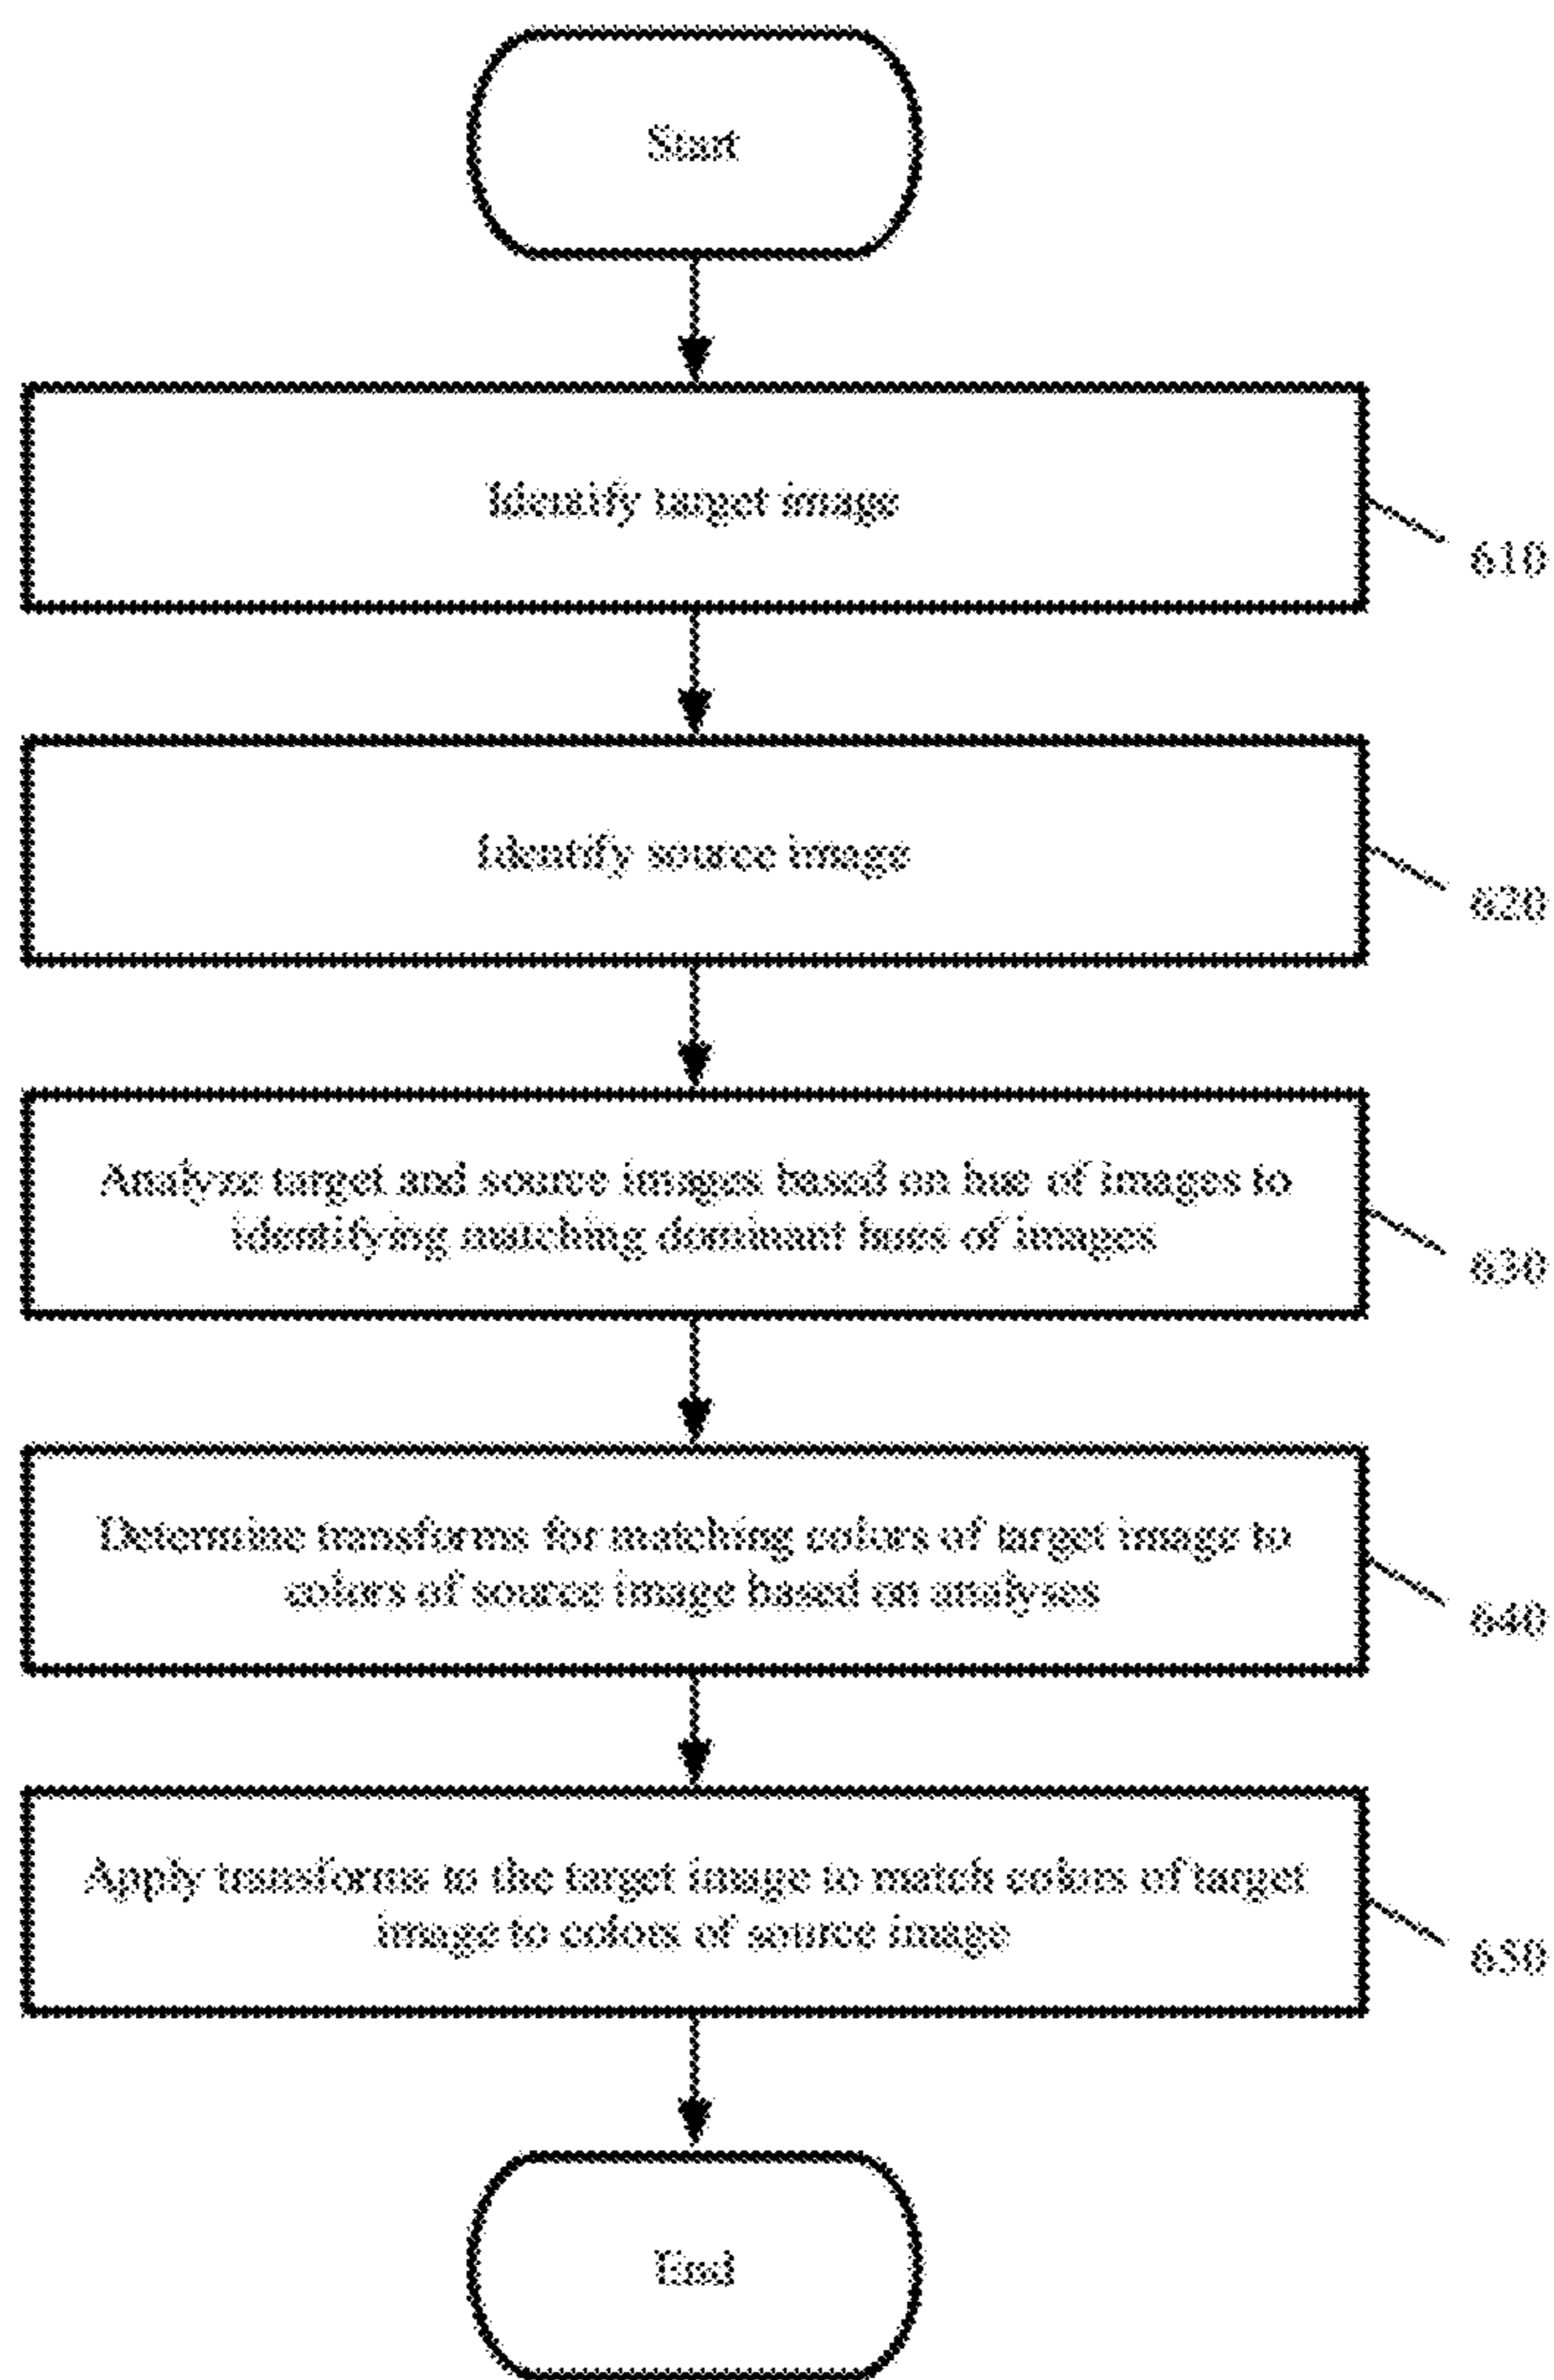 Start
Identify target image
610
Identify source image
620
Analyze target and source images based on hue of images to
identifying matching dominant hues of images
630
Determine transforms for matching colors of target image to
colors of source image based on analyses
640
Apply transforms to the target image to match colors of target
image to colors of source image
650
End